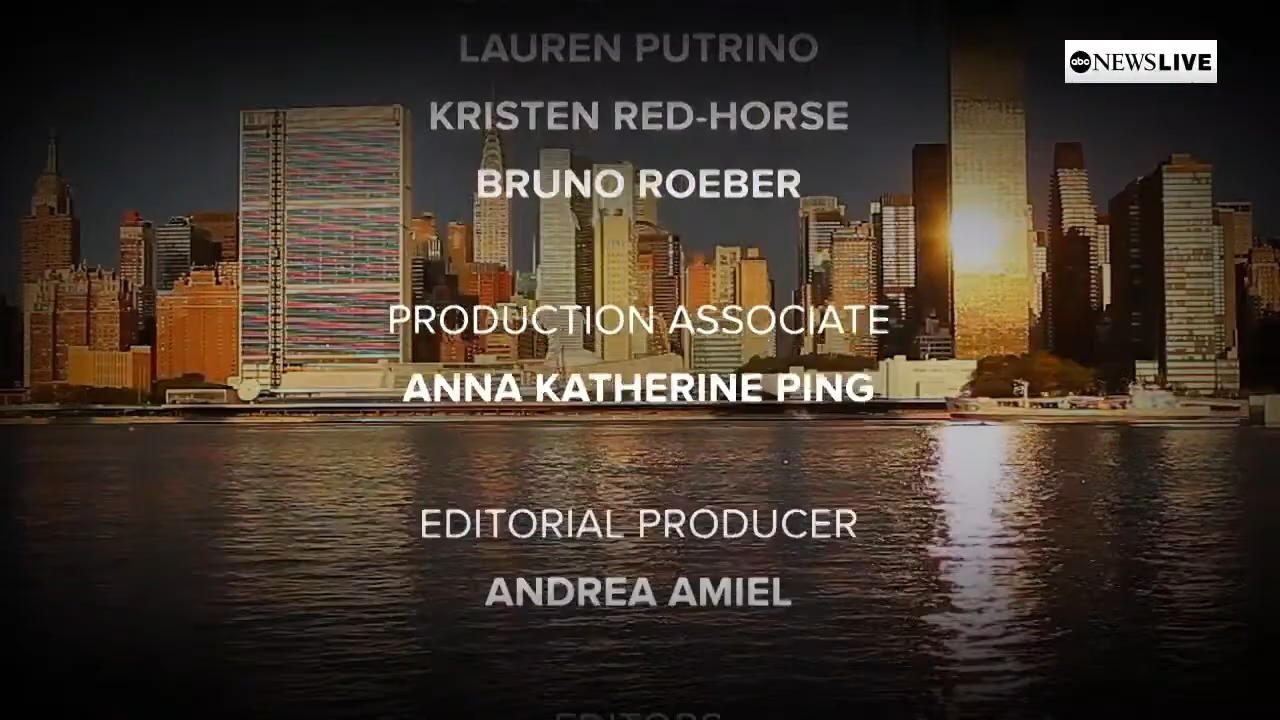 LAUREN PUTRINO
abc NEWS LIVE
KRISTEN RED-HORSE
BRUNO ROEBER
PRODUCTION ASSOCIATE
ANNA KATHERINE PING
EDITORIAL PRODUCER
ANDREA AMIEL
EDITORS